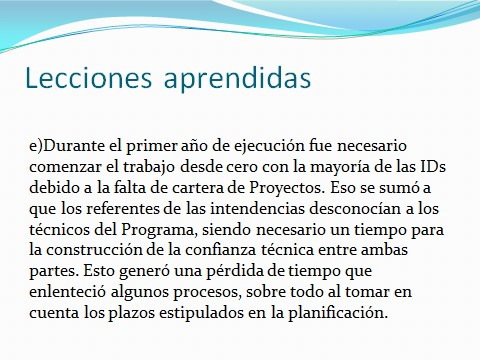 Lecciones aprendidas
e)Durante el primer año de ejecución fue necesario
comenzar el trabajo desde cero con la mayoría de las IDs
debido a la falta de cartera de Proyectos. Eso se sumó a
que los referentes de las intendencias desconocían a los
técnicos del Programa, siendo necesario un tiempo para
la construcción de la confianza técnica entre ambas
partes. Esto generó una pérdida de tiempo que
enlenteció algunos procesos, sobre todo al tomar en
cuenta los plazos estipulados en la planificación.